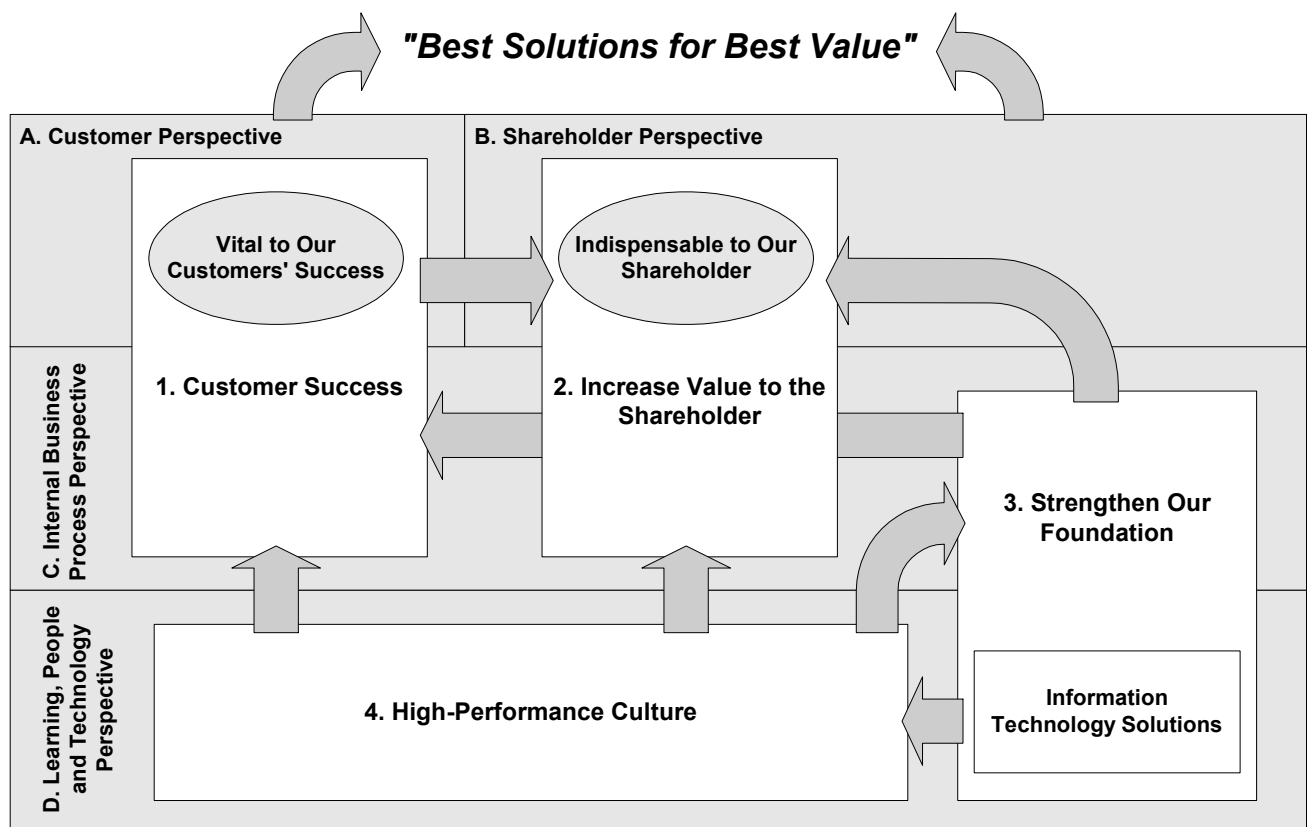 "Best Solutions for Best Value"
A. Customer Perspective
B. Shareholder Perspective
Vital to Our
Customers' Success
Indispensable to Our
Shareholder
1. Customer Success
2. Increase Value to the
Shareholder
C. Internal Business
Process Perspective
3. Strengthen Our
Foundation
D. Learning, People
and Technology
Perspective
4. High-Performance Culture
Information
Technology Solutions